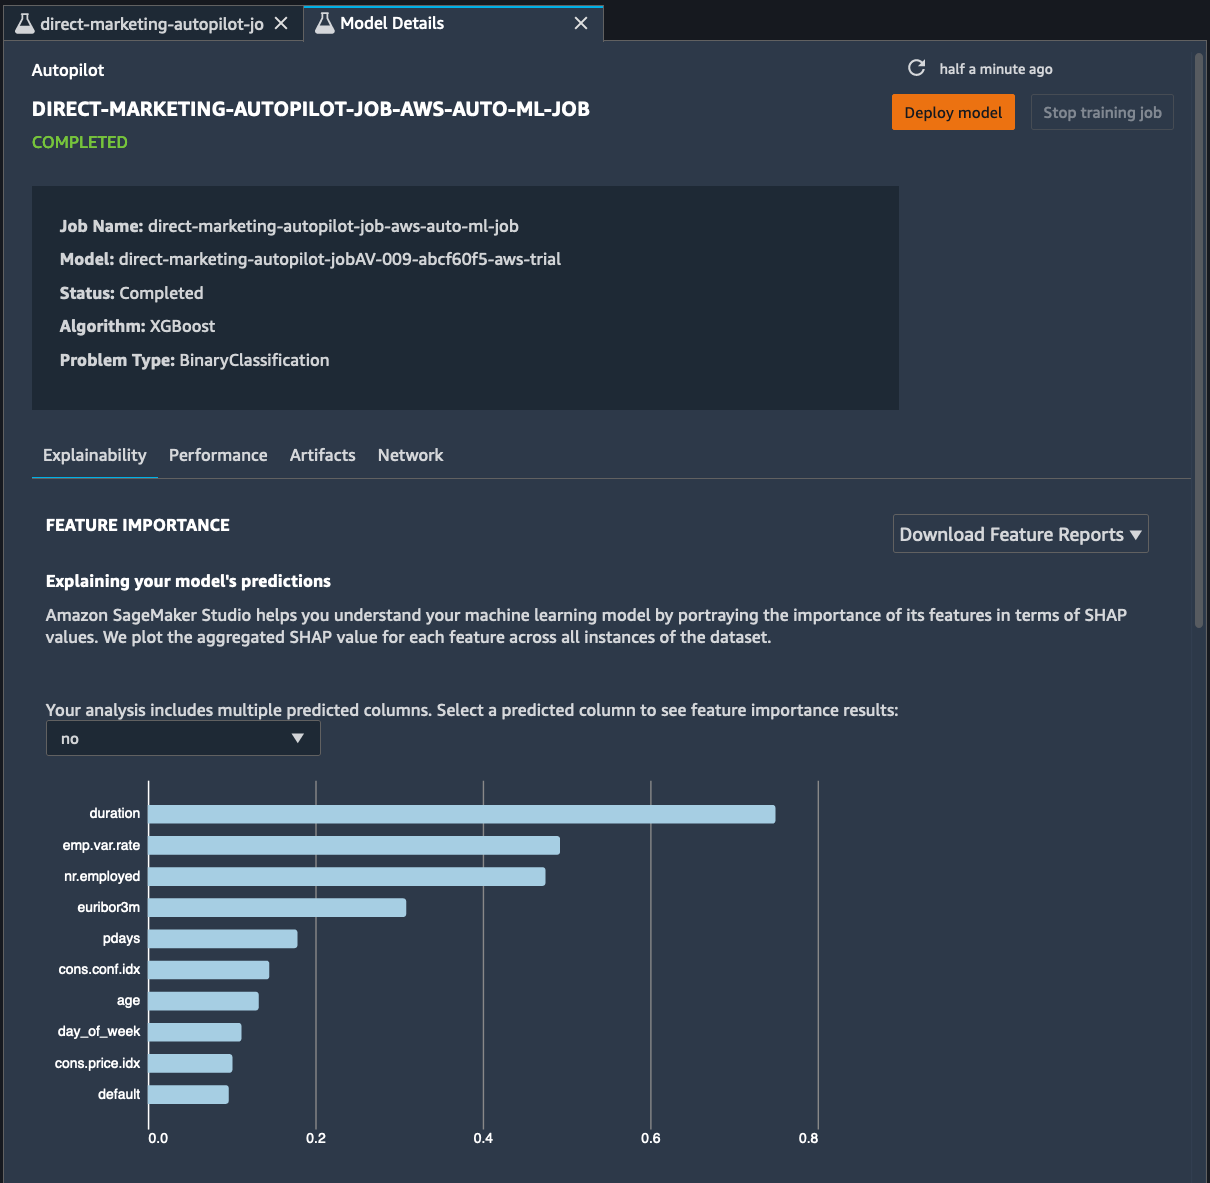 direct-marketing-autopilot-jo
Model Details
Autopilot
half a minute ago
DIRECT-MARKETING-AUTOPILOT-JOB-AWS-AUTO-ML-JOB
Deploy model
Stop training job
COMPLETED
Job Name: direct-marketing-autopilot-job-aws-auto-ml-job
Model: direct-marketing-autopilot-jobAV-009-abcf60f5-aws-trial
Status: Completed
Algorithm: XGBoost
Problem Type: BinaryClassification
Explainability Performance Artifacts Network
FEATURE IMPORTANCE
Download Feature Reports
Explaining your model's predictions
Amazon SageMaker Studio helps you understand your machine learning model by portraying the importance of its features in terms of SHAP
values. We plot the aggregated SHAP value for each feature across all instances of the dataset.
Your analysis includes multiple predicted columns. Select a predicted column to see feature importance results:
no
duration
emp.var.rate
nr.employed
euribor3m
pdays
cons.conf.idx
age
day_of_week
cons.price.idx
default
0.0 0.2 0.4 0.6 0.8